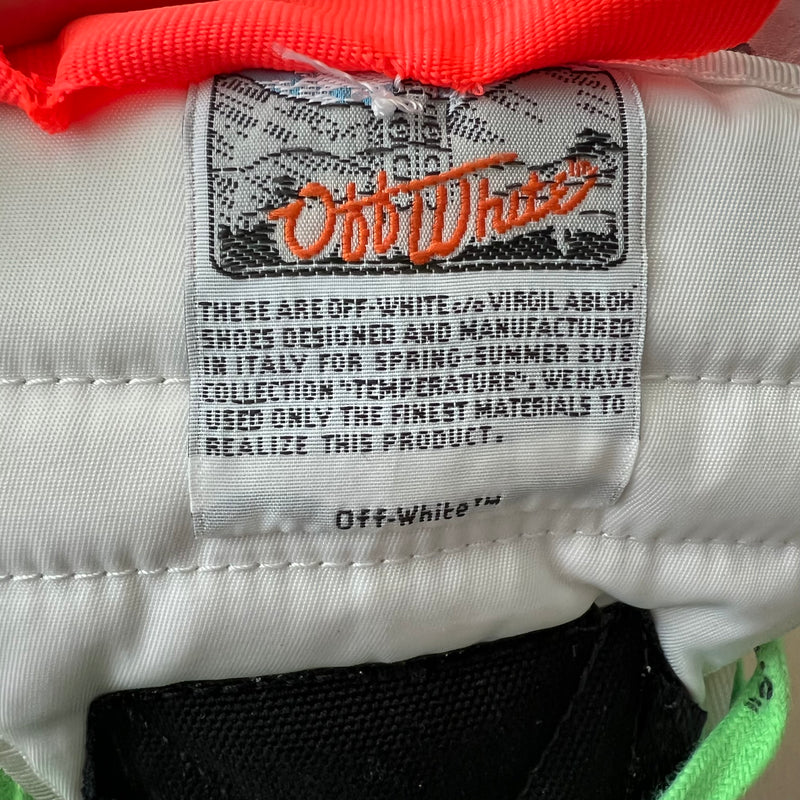 Off White™
THESE ARE OFF-WHITE c/o VIRGIL ABLOH
SHOES DESIGNED AND MANUFACTURED
IN ITALY FOR SPRING-SUMMER 2018
COLLECTION "TEMPERATURE". WE HAVE
USED ONLY THE FINEST MATERIALS TO
REALIZE THIS PRODUCT.
Off-White™